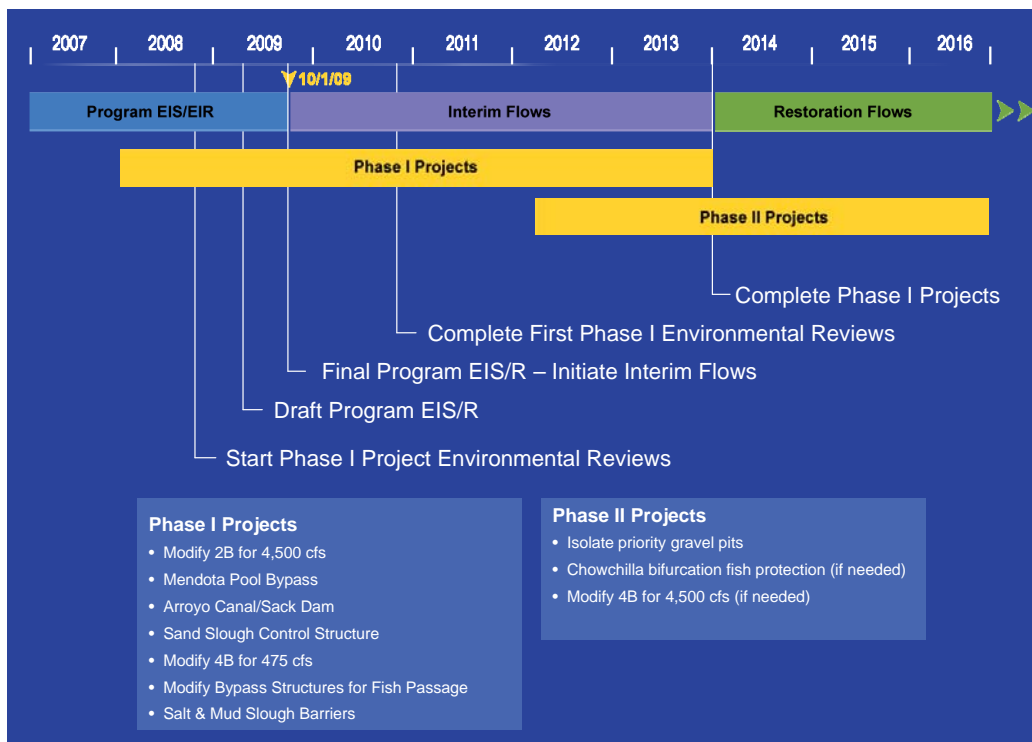 2007 2008 2009 2010 2011 2012 2013 2014 2015 2016
10/1/09
Program EIS/EIR Interim Flows Restoration Flows
Phase I Projects
Phase II Projects
Complete Phase I Projects
Complete First Phase I Environmental Reviews
Final Program EIS/R – Initiate Interim Flows
Draft Program EIS/R
Start Phase I Project Environmental Reviews
Phase I Projects
• Modify 2B for 4,500 cfs
• Mendota Pool Bypass
• Arroyo Canal/Sack Dam
• Sand Slough Control Structure
• Modify 4B for 475 cfs
• Modify Bypass Structures for Fish Passage
• Salt & Mud Slough Barriers
Phase II Projects
• Isolate priority gravel pits
• Chowchilla bifurcation fish protection (if needed)
• Modify 4B for 4,500 cfs (if needed)